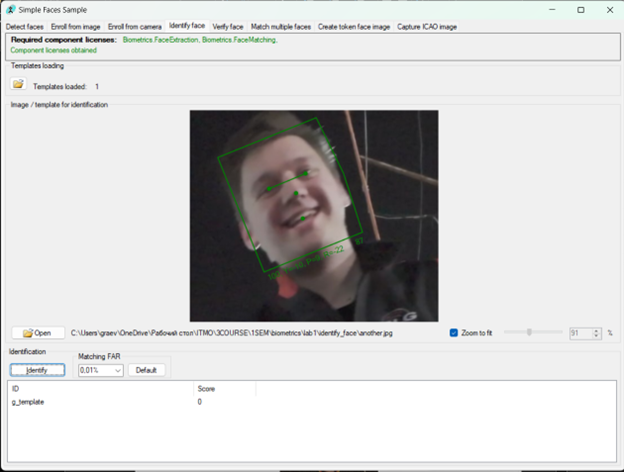 Simple Faces Sample
Detect faces Enroll from image Enroll from camera Identify face Verify face Match multiple faces Create token face image Capture ICAO image
Required component licenses: Biometrics.FaceExtraction, Biometrics.FaceMatching,
Component licenses obtained
Templates loading
Templates loaded: 1
Image / template for identification
Open C:\Users\graev\OneDrive\Рабочий стол\ITMO\3COURSE\1SEM\biometrics\lab1\identify_face\another.jpg Zoom to fit 91 %
Identification
Matching FAR
Identify 0,01% Default
ID Score
g_template 0